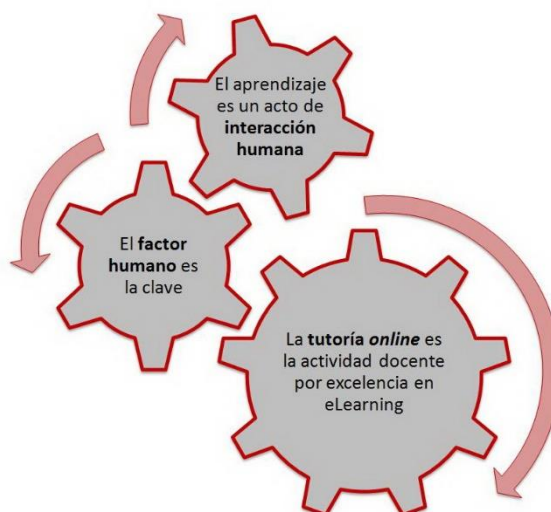 El aprendizaje
es un acto de
interacción
humana
El factor
humano es
la clave
La tutoría online es
la actividad docente
por excelencia en
eLearning